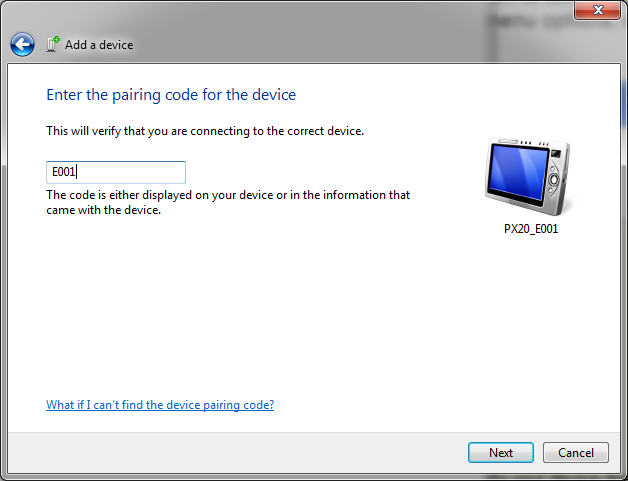 menu options.
Add a device
Enter the pairing code for the device
This will verify that you are connecting to the correct device.
E001
The code is either displayed on your device or in the information that
came with the device.
PX20_E001
What if I can't find the device pairing code?
Next
Cancel